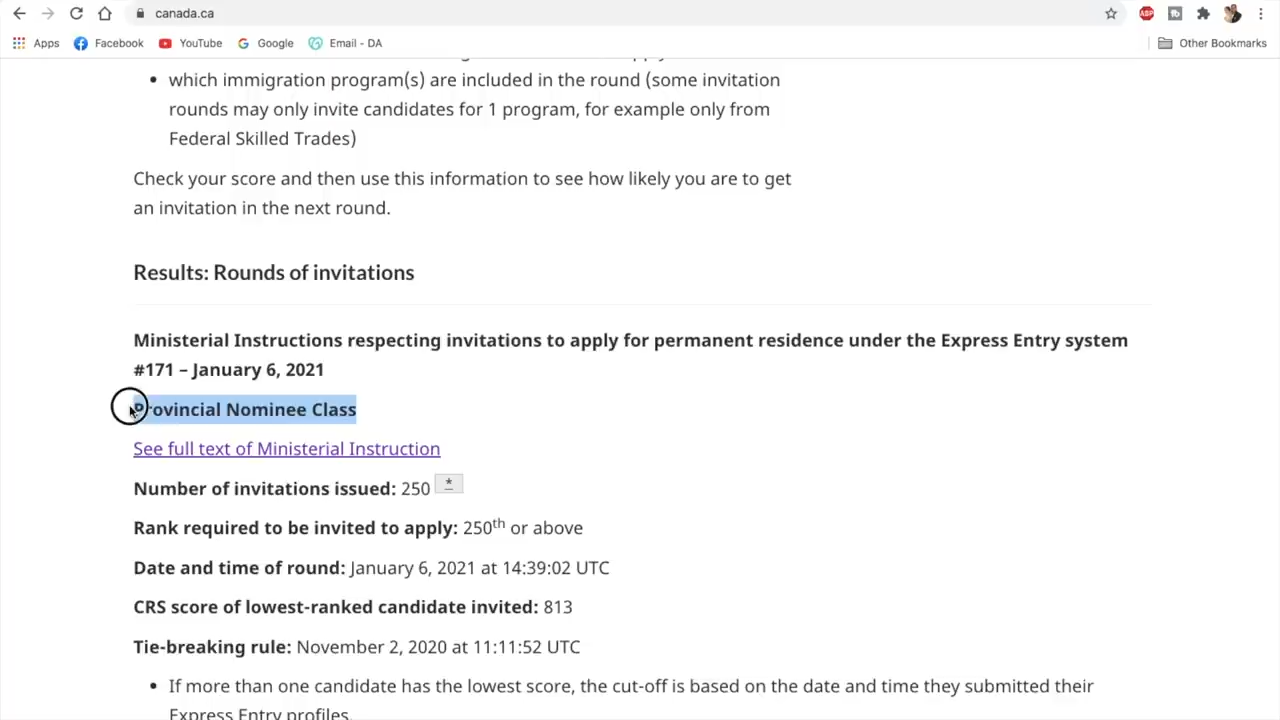 canada.ca
ABP
Apps Facebook YouTube Google Email - DA Other Bookmarks
which immigration program(s) are included in the round (some invitation
rounds may only invite candidates for 1 program, for example only from
Federal Skilled Trades)
Check your score and then use this information to see how likely you are to get
an invitation in the next round.
Results: Rounds of invitations
Ministerial Instructions respecting invitations to apply for permanent residence under the Express Entry system
#171 – January 6, 2021
Provincial Nominee Class
See full text of Ministerial Instruction
Number of invitations issued: 250 *
Rank required to be invited to apply: 250th or above
Date and time of round: January 6, 2021 at 14:39:02 UTC
CRS score of lowest-ranked candidate invited: 813
Tie-breaking rule: November 2, 2020 at 11:11:52 UTC
If more than one candidate has the lowest score, the cut-off is based on the date and time they submitted their
Express Entry profiles.